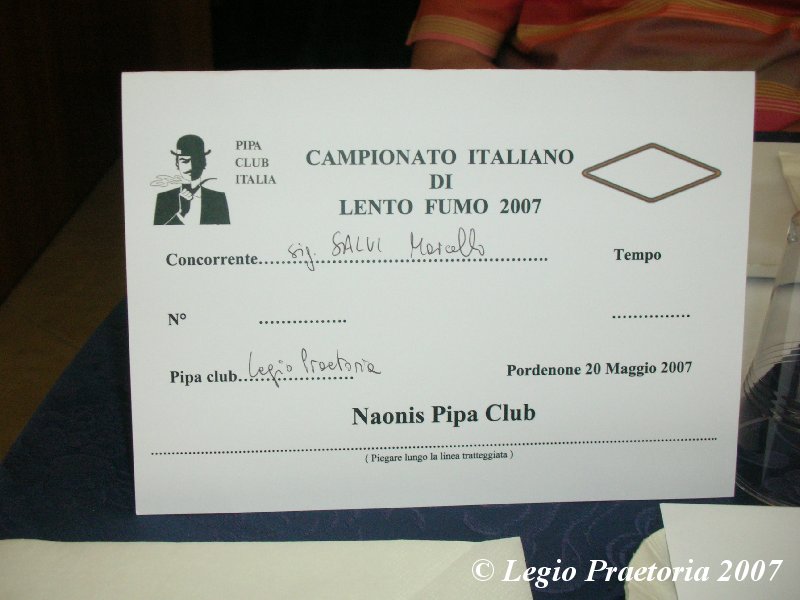 PIPA
CLUB
ITALIA
CAMPIONATO ITALIANO
DI
LENTO FUMO 2007
Concorrente....sig. SALVI Marcello............
Tempo
N° ................
................
Pipa club....Legio Praetoria
Pordenone 20 Maggio 2007
Naonis Pipa Club
( Piegare lungo la linea tratteggiata )
© Legio Praetoria 2007